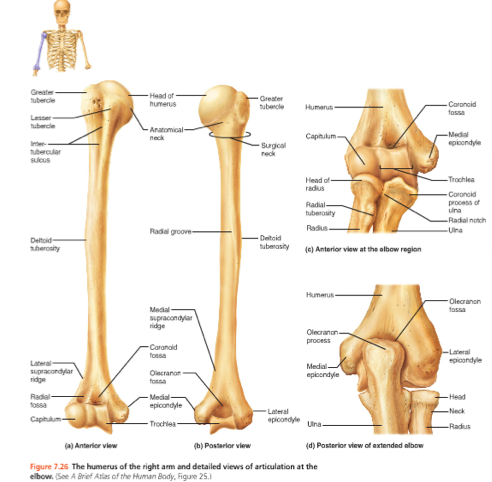 Greater
tubercle
Lesser
tubercle
Inter-
tubercular
sulcus
Deltoid
tuberosity
Lateral
supracondylar
ridge
Radial
fossa
Capitulum
Head of
humerus
Anatomical
neck
Radial groove
Medial
supracondylar
ridge
Coronoid
fossa
Olecranon
fossa
Medial
epicondyle
Trochlea
Greater
tubercle
Surgical
neck
Deltoid
tuberosity
Lateral
epicondyle
(a) Anterior view
(b) Posterior view
Humerus
Capitulum
Head of
radius
Radial
tuberosity
Radius
Coronoid
fossa
Medial
epicondyle
Trochlea
Coronoid
process of
ulna
Radial notch
Ulna
(c) Anterior view at the elbow region
Humerus
Olecranon
process
Medial
epicondyle
Ulna
Olecranon
fossa
Lateral
epicondyle
Head
Neck
Radius
(d) Posterior view of extended elbow
Figure 7.26 The humerus of the right arm and detailed views of articulation at the
elbow. (See A Brief Atlas of the Human Body, Figure 25.)